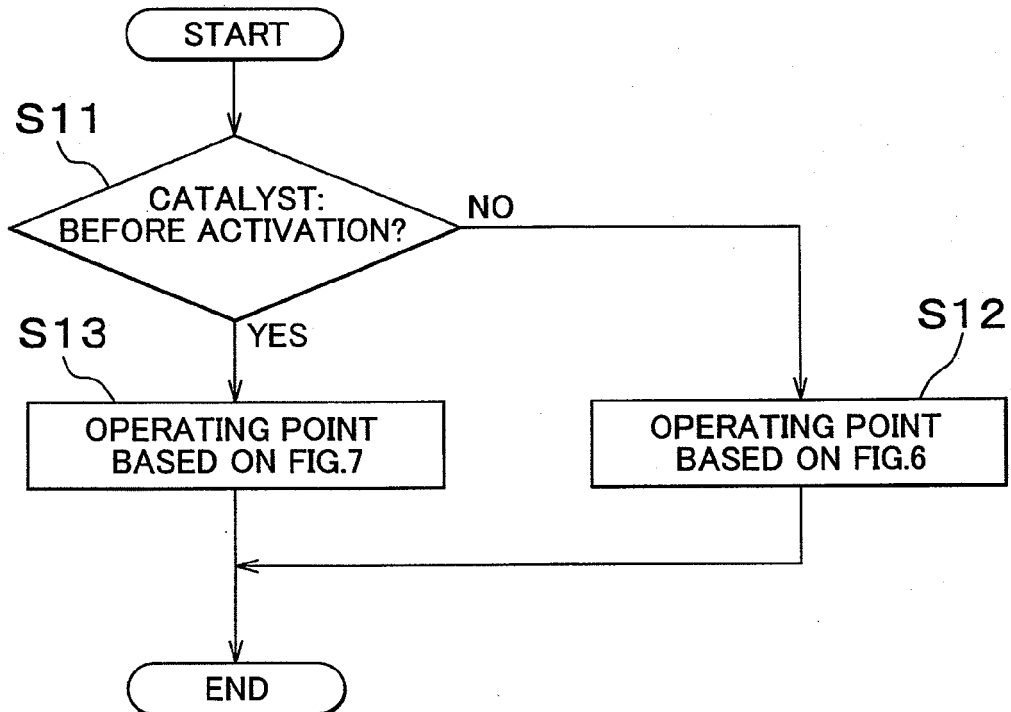 START
S11
CATALYST:
BEFORE ACTIVATION?
NO
YES
S13
S12
OPERATING POINT
BASED ON FIG.7
OPERATING POINT
BASED ON FIG.6
END